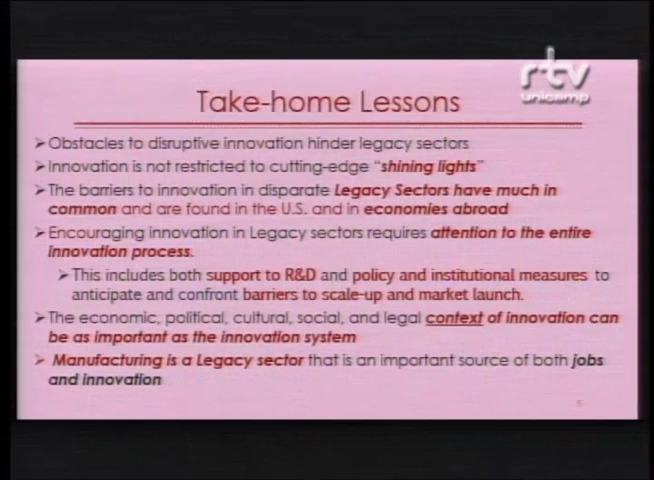 rtv
unicamp
Take-home Lessons
➢Obstacles to disruptive innovation hinder legacy sectors
➢Innovation is not restricted to cutting-edge “shining lights”
➢The barriers to innovation in disparate Legacy Sectors have much in
common and are found in the U.S. and in economies abroad
➢Encouraging innovation in Legacy sectors requires attention to the entire
innovation process.
➢This includes both support to R&D and policy and institutional measures to
anticipate and confront barriers to scale-up and market launch.
➢The economic, political, cultural, social, and legal context of innovation can
be as important as the innovation system
➢ Manufacturing is a Legacy sector that is an important source of both jobs
and innovation